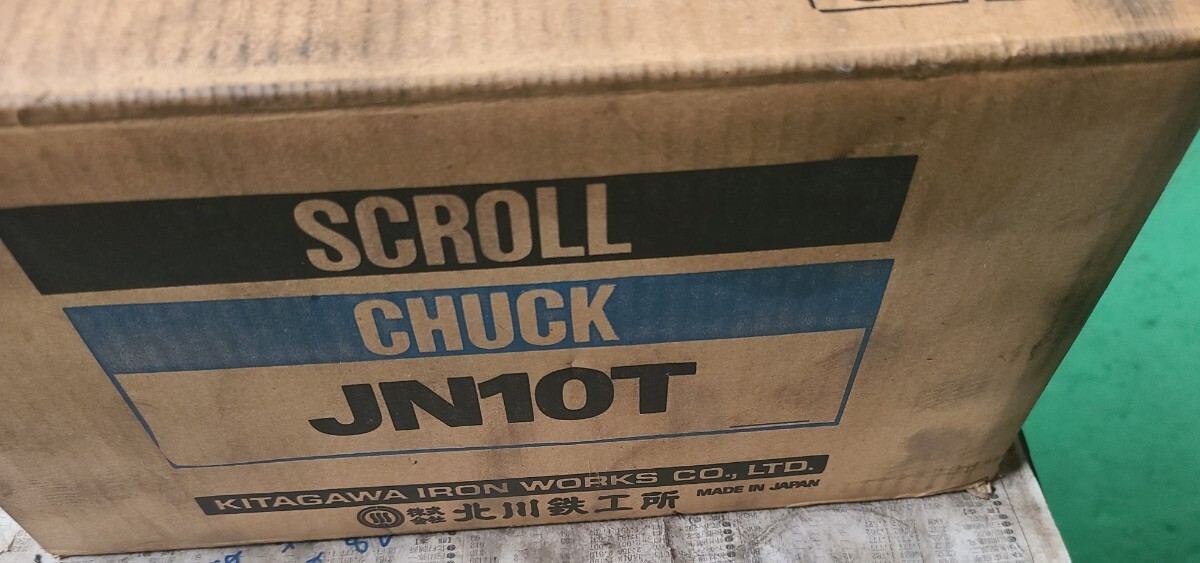 SCROLL
CHUCK
JN10T
KITAGAWA IRON WORKS CO., LTD.
株式会社 北川鉄工所 MADE IN JAPAN